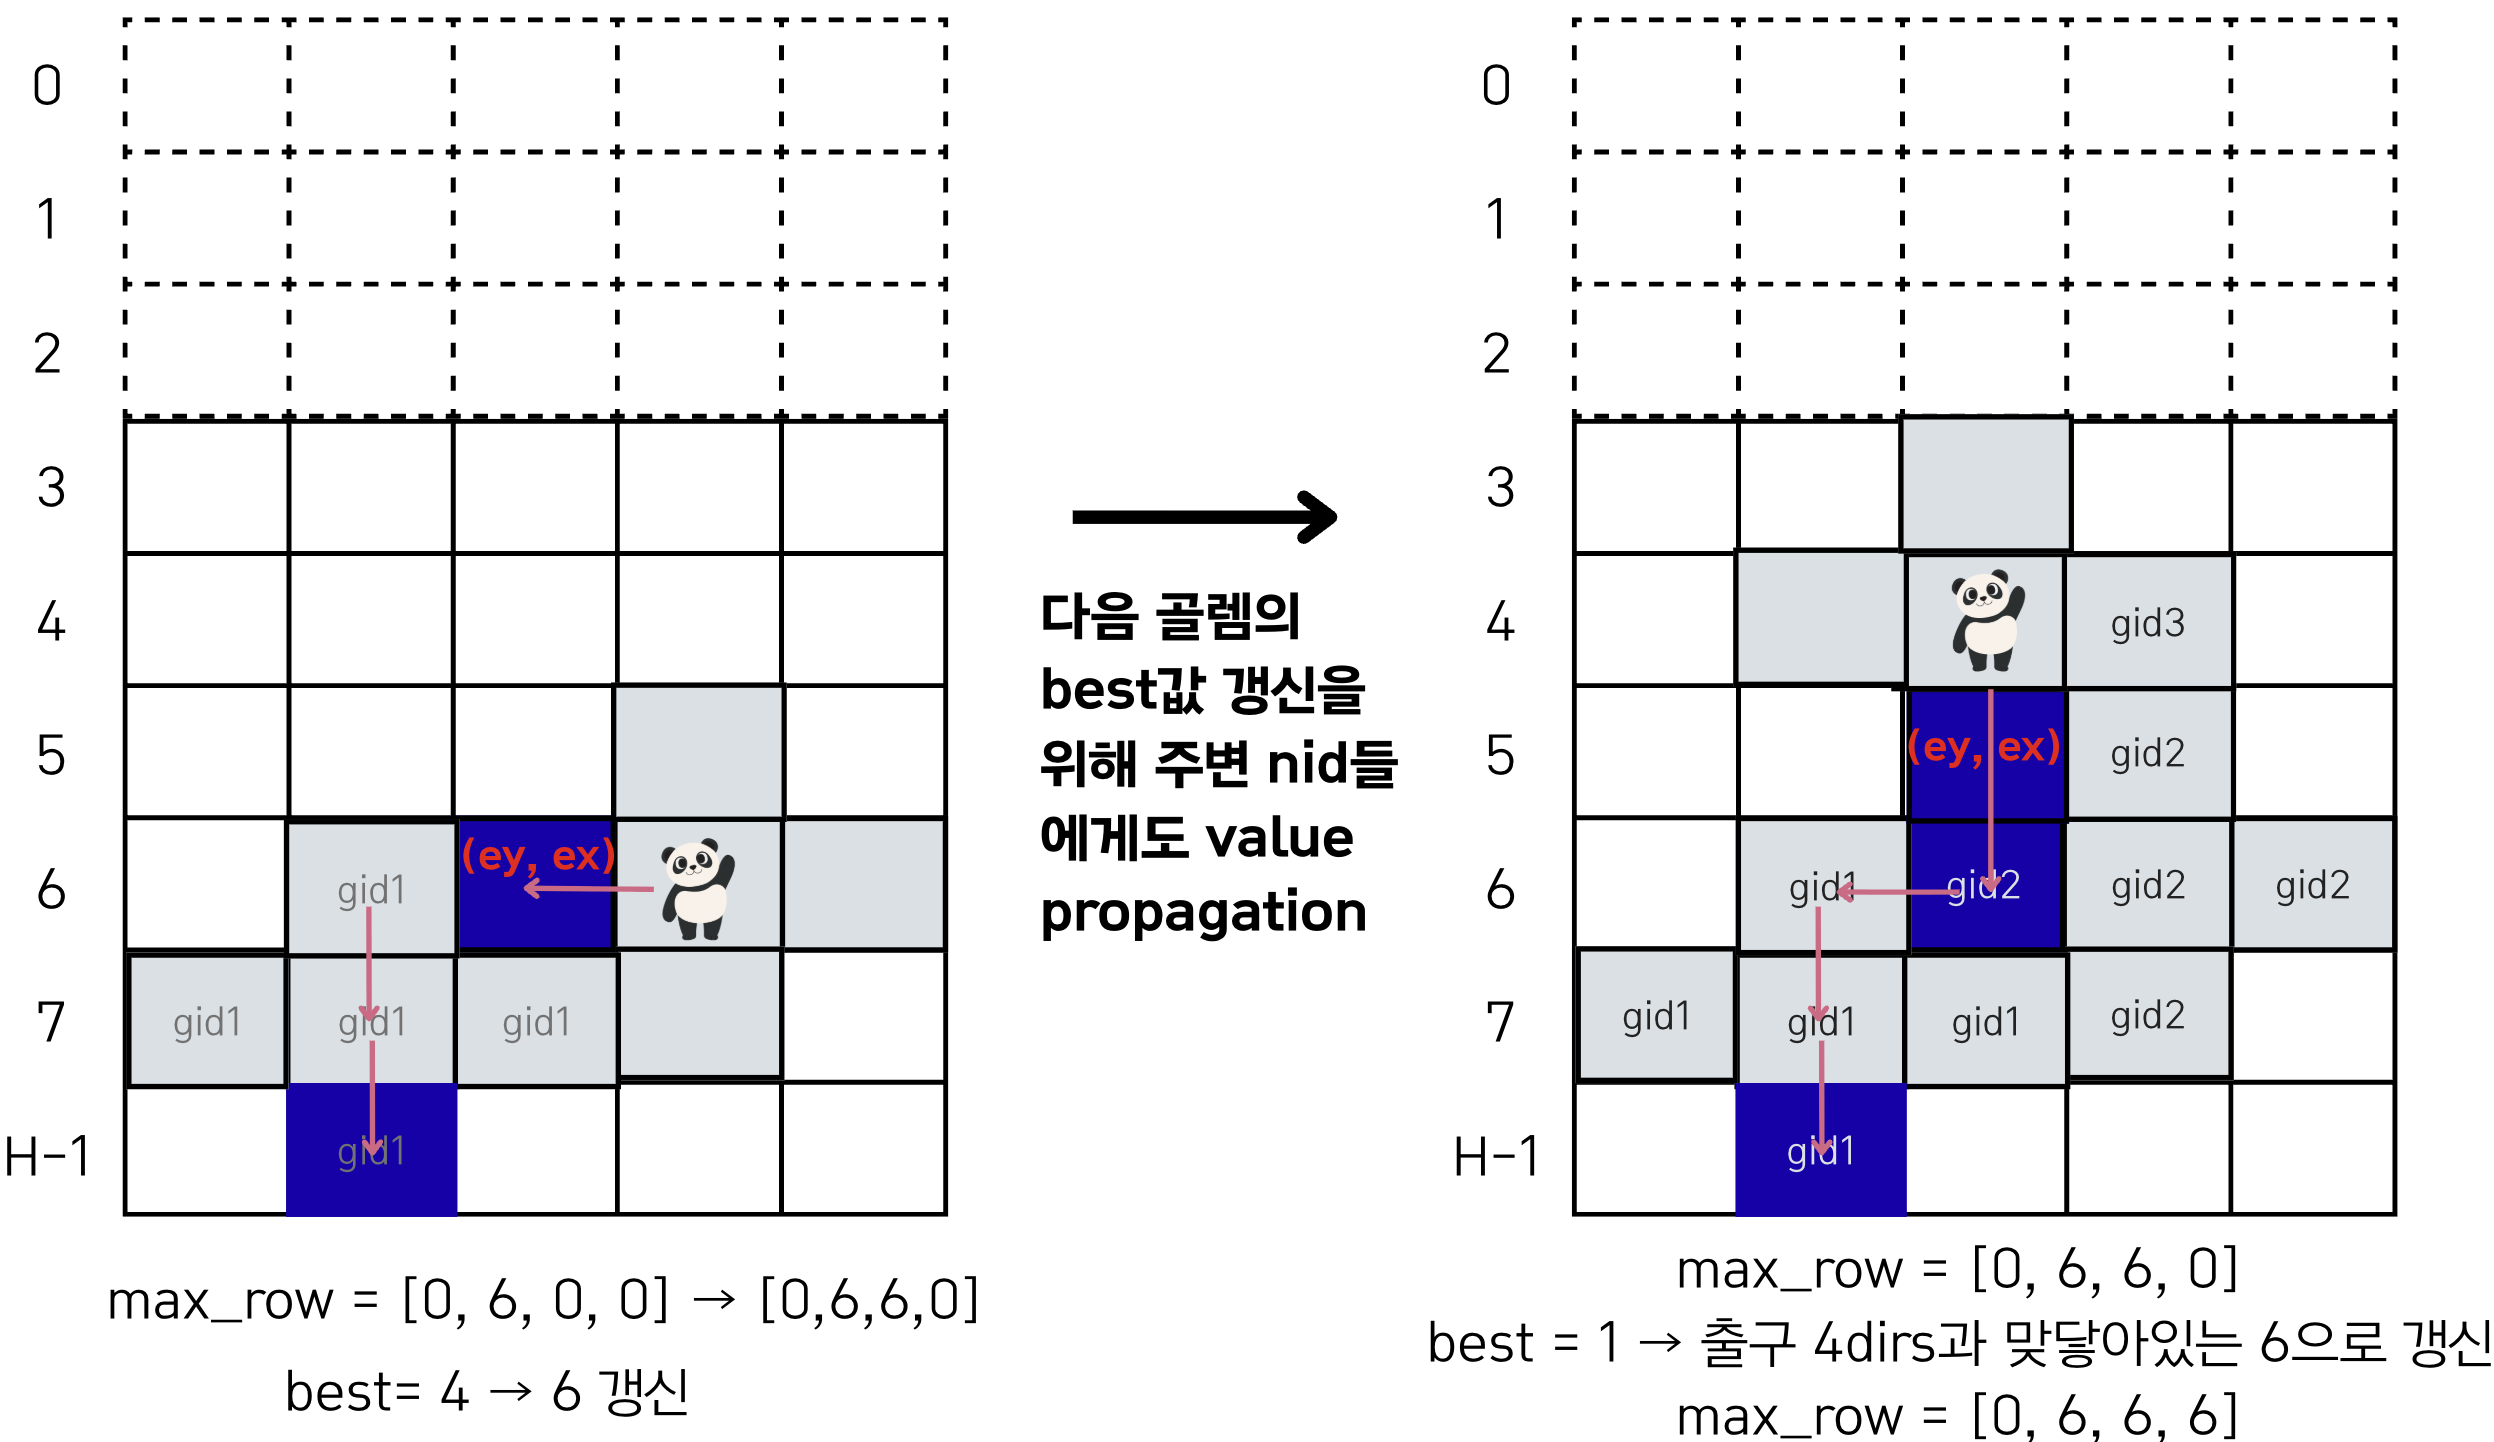 0
1
2
3
4
5
6
7
H-1
(ey, ex)
gid1
gid1 gid1 gid1
gid1
max_row = [0, 6, 0, 0] → [0,6,6,0]
best= 4 → 6 갱신
다음 골렘의
best값 갱신을
위해 주변 nid들
에게도 value
propagation
0
1
2
3
4
5
6
7
H-1
gid3
(ey, ex) gid2
gid1 gid2 gid2 gid2
gid1 gid1 gid1 gid2
gid1
max_row = [0, 6, 6, 0]
best = 1 → 출구 4dirs과 맞닿아있는 6으로 갱신
max_row = [0, 6, 6, 6]